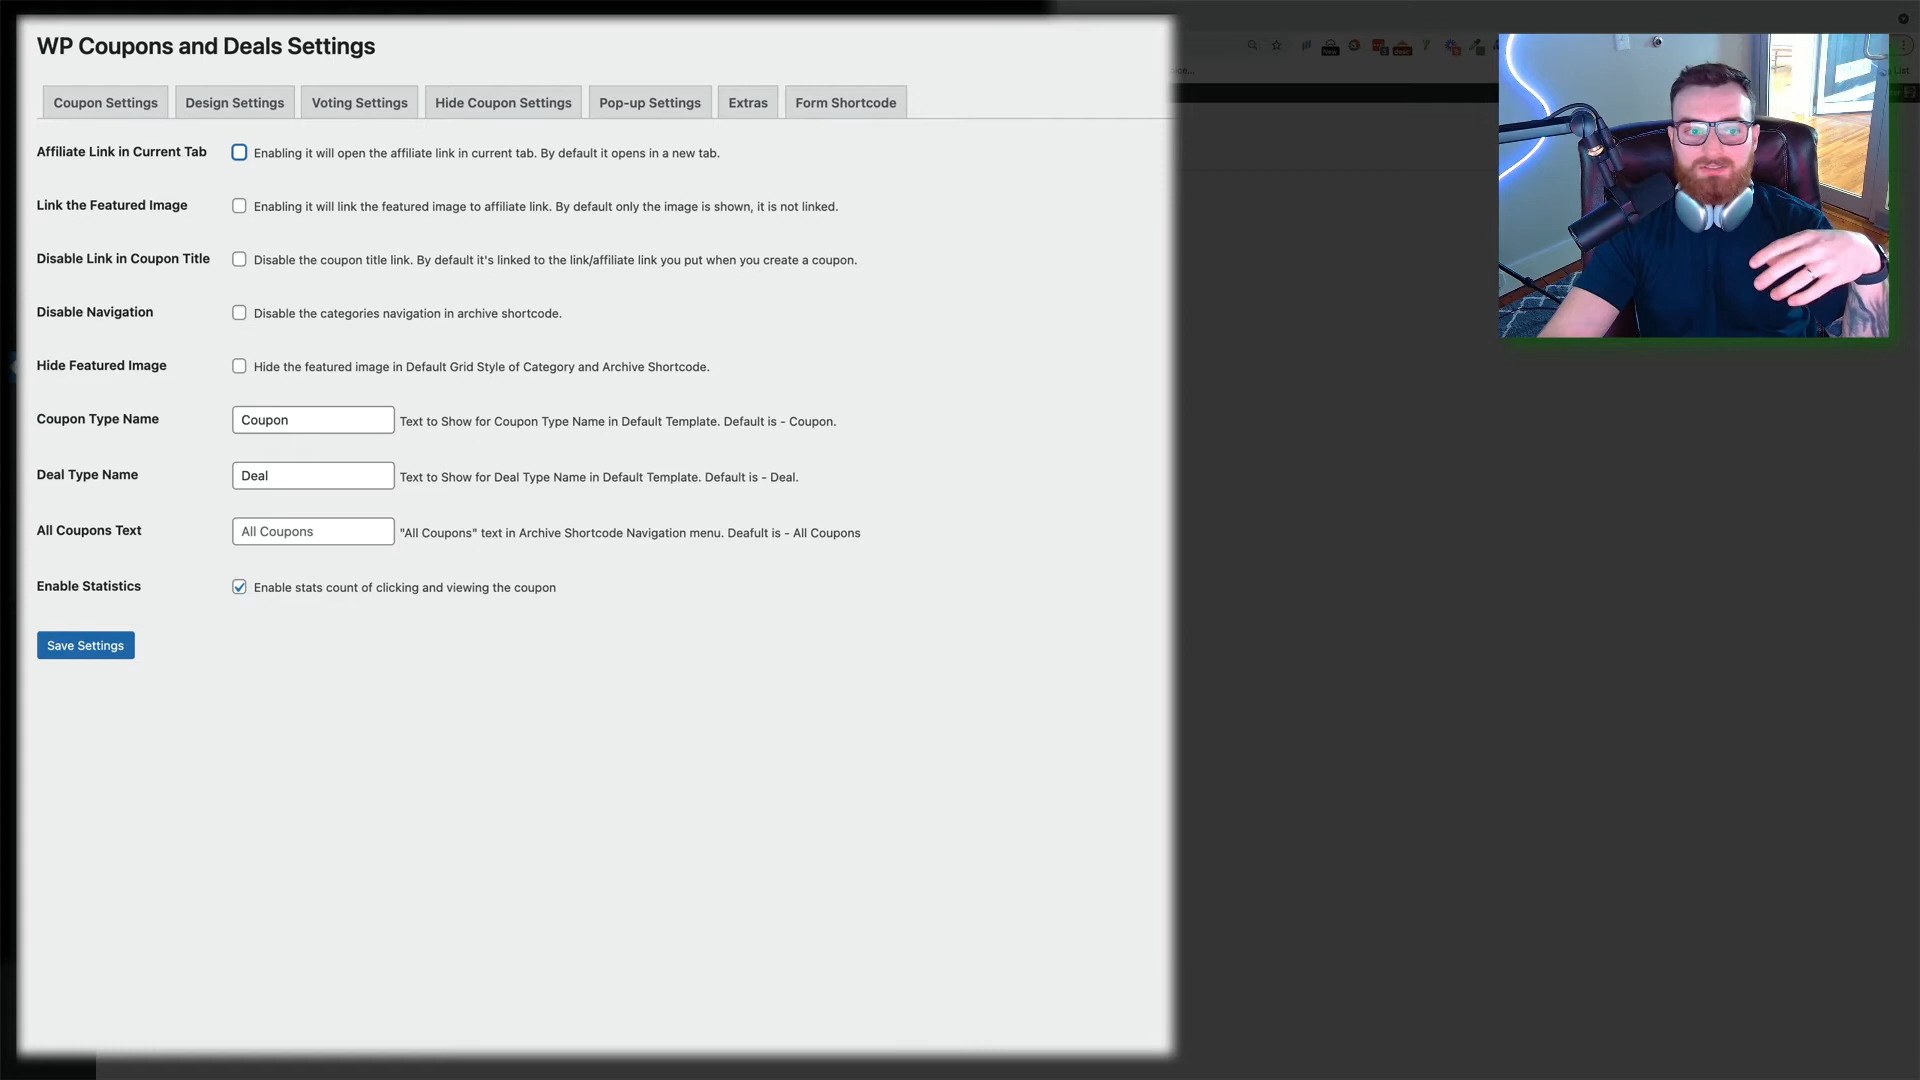 WP Coupons and Deals Settings
Coupon Settings Design Settings Voting Settings Hide Coupon Settings Pop-up Settings Extras Form Shortcode
Affiliate Link in Current Tab Enabling it will open the affiliate link in current tab. By default it opens in a new tab.
Link the Featured Image Enabling it will link the featured image to affiliate link. By default only the image is shown, it is not linked.
Disable Link in Coupon Title Disable the coupon title link. By default it's linked to the link/affiliate link you put when you create a coupon.
Disable Navigation Disable the categories navigation in archive shortcode.
Hide Featured Image Hide the featured image in Default Grid Style of Category and Archive Shortcode.
Coupon Type Name Coupon Text to Show for Coupon Type Name in Default Template. Default is - Coupon.
Deal Type Name Deal Text to Show for Deal Type Name in Default Template. Default is - Deal.
All Coupons Text All Coupons "All Coupons" text in Archive Shortcode Navigation menu. Deafult is - All Coupons
Enable Statistics Enable stats count of clicking and viewing the coupon
Save Settings
New
List